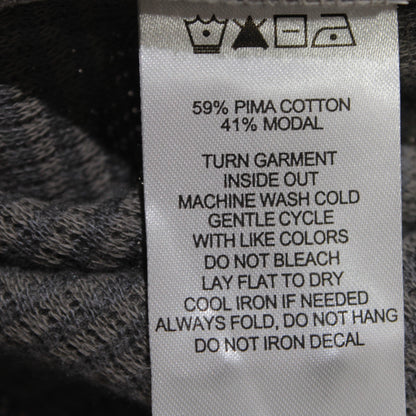 59% PIMA COTTON
41% MODAL
TURN GARMENT
INSIDE OUT
MACHINE WASH COLD
GENTLE CYCLE
WITH LIKE COLORS
DO NOT BLEACH
LAY FLAT TO DRY
COOL IRON IF NEEDED
ALWAYS FOLD, DO NOT HANG
DO NOT IRON DECAL